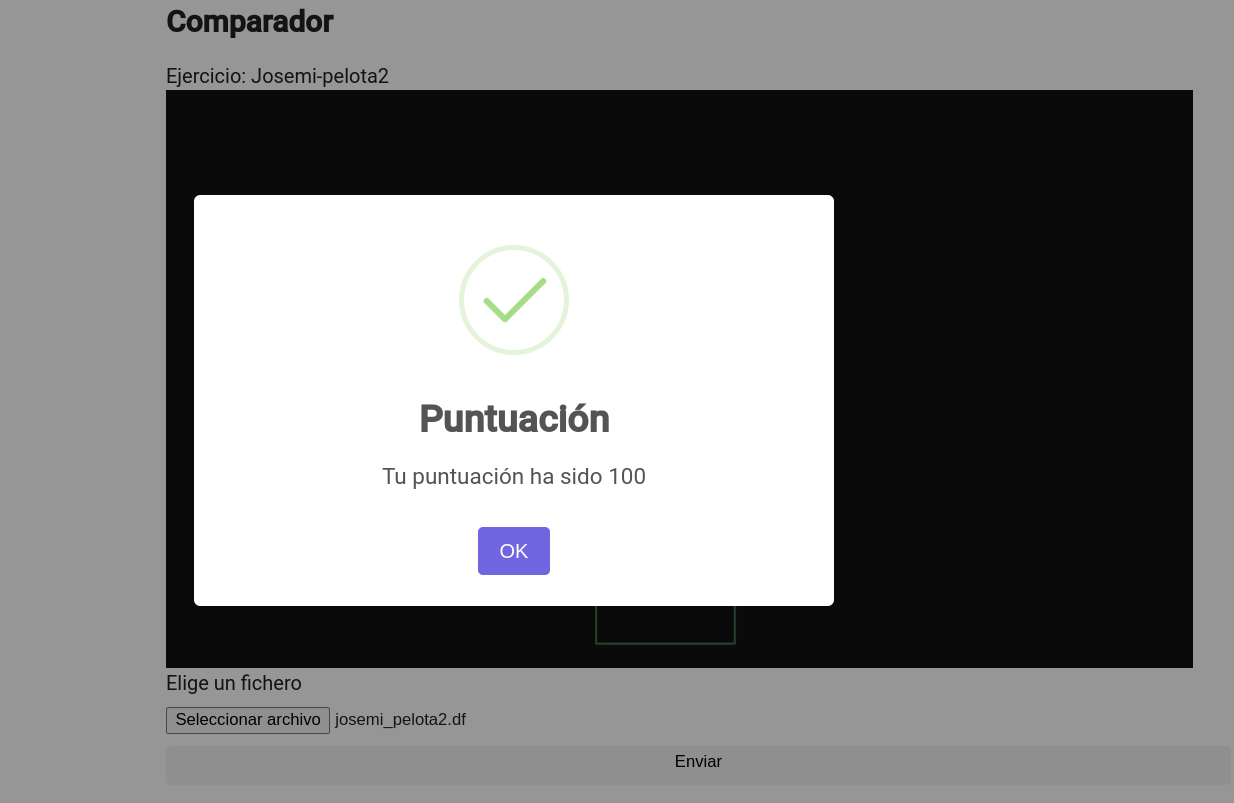 Comparador
Ejercicio: Josemi-pelota2
Puntuación
Tu puntuación ha sido 100
OK
Elige un fichero
Seleccionar archivo josemi_pelota2.df
Enviar